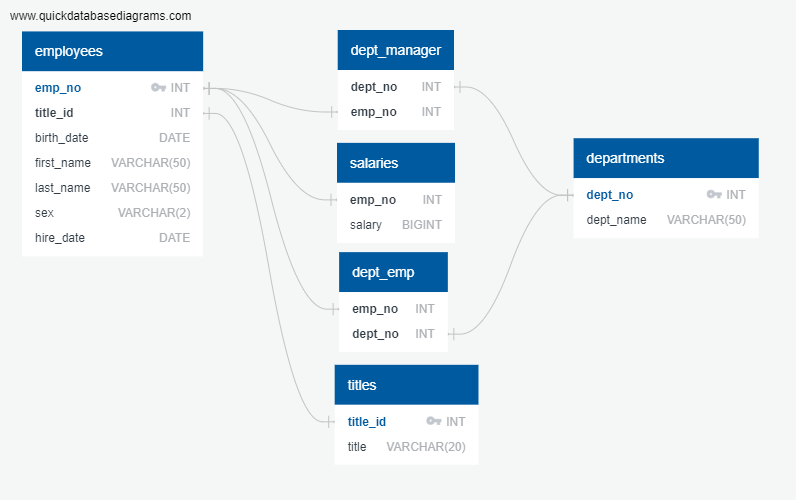 www.quickdatabasediagrams.com
employees
emp_no INT
title_id INT
birth_date DATE
first_name VARCHAR(50)
last_name VARCHAR(50)
sex VARCHAR(2)
hire_date DATE
dept_manager
dept_no INT
emp_no INT
salaries
emp_no INT
salary BIGINT
dept_emp
emp_no INT
dept_no INT
titles
title_id INT
title VARCHAR(20)
departments
dept_no INT
dept_name VARCHAR(50)